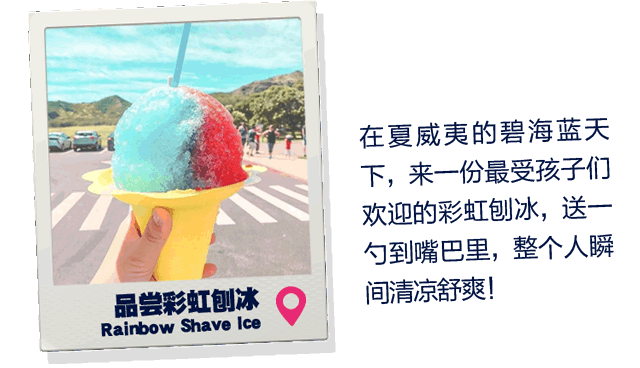 品尝彩虹刨冰
Rainbow Shave Ice
在夏威夷的碧海蓝天
下，来一份最受孩子们
欢迎的彩虹刨冰，送一
勺到嘴巴里，整个人瞬
间清凉舒爽！